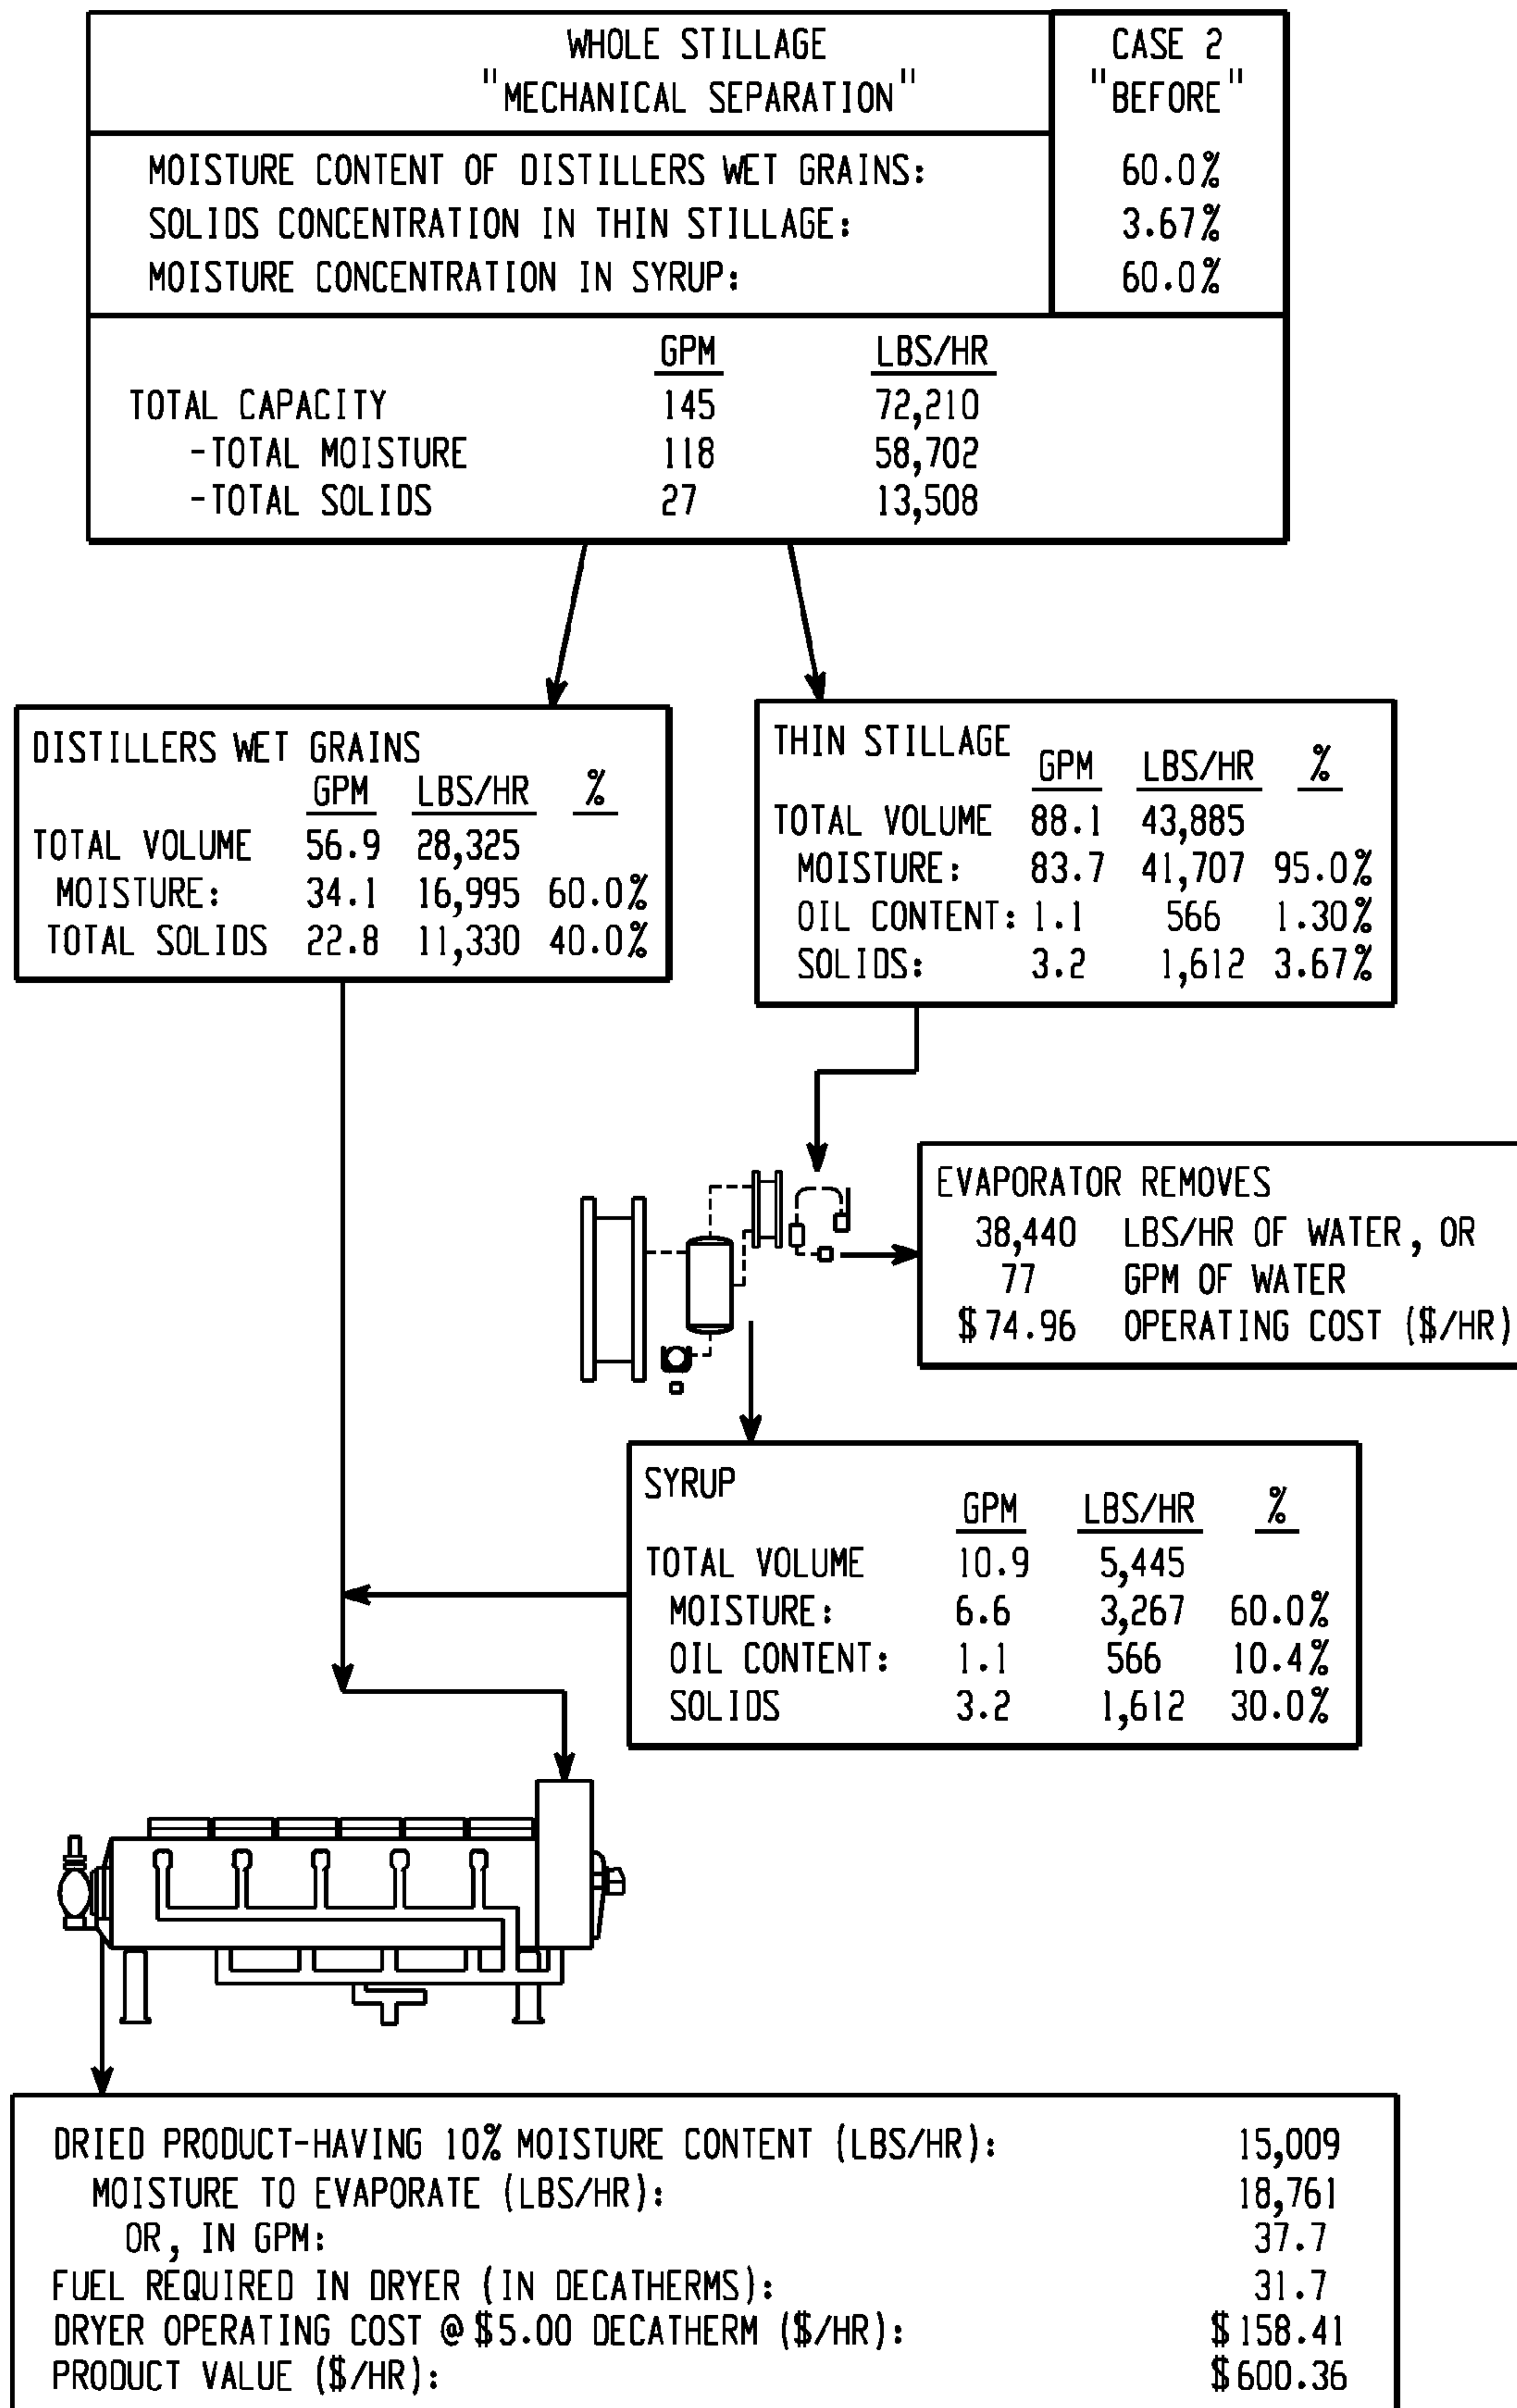 WHOLE STILLAGE
"MECHANICAL SEPARATION"
CASE 2
"BEFORE"
MOISTURE CONTENT OF DISTILLERS WET GRAINS: 60.0%
SOLIDS CONCENTRATION IN THIN STILLAGE: 3.67%
MOISTURE CONCENTRATION IN SYRUP: 60.0%
GPM LBS/HR
TOTAL CAPACITY 145 72,210
-TOTAL MOISTURE 118 58,702
-TOTAL SOLIDS 27 13,508
DISTILLERS WET GRAINS
GPM LBS/HR %
TOTAL VOLUME 56.9 28,325
MOISTURE: 34.1 16,995 60.0%
TOTAL SOLIDS 22.8 11,330 40.0%
THIN STILLAGE
GPM LBS/HR %
TOTAL VOLUME 88.1 43,885
MOISTURE: 83.7 41,707 95.0%
OIL CONTENT: 1.1 566 1.30%
SOLIDS: 3.2 1,612 3.67%
EVAPORATOR REMOVES
38,440 LBS/HR OF WATER, OR
77 GPM OF WATER
$74.96 OPERATING COST ($/HR)
SYRUP
GPM LBS/HR %
TOTAL VOLUME 10.9 5,445
MOISTURE: 6.6 3,267 60.0%
OIL CONTENT: 1.1 566 10.4%
SOLIDS 3.2 1,612 30.0%
DRIED PRODUCT-HAVING 10% MOISTURE CONTENT (LBS/HR): 15,009
MOISTURE TO EVAPORATE (LBS/HR): 18,761
OR, IN GPM: 37.7
FUEL REQUIRED IN DRYER (IN DECATHERMS): 31.7
DRYER OPERATING COST @ $5.00 DECATHERM ($/HR): $158.41
PRODUCT VALUE ($/HR): $600.36